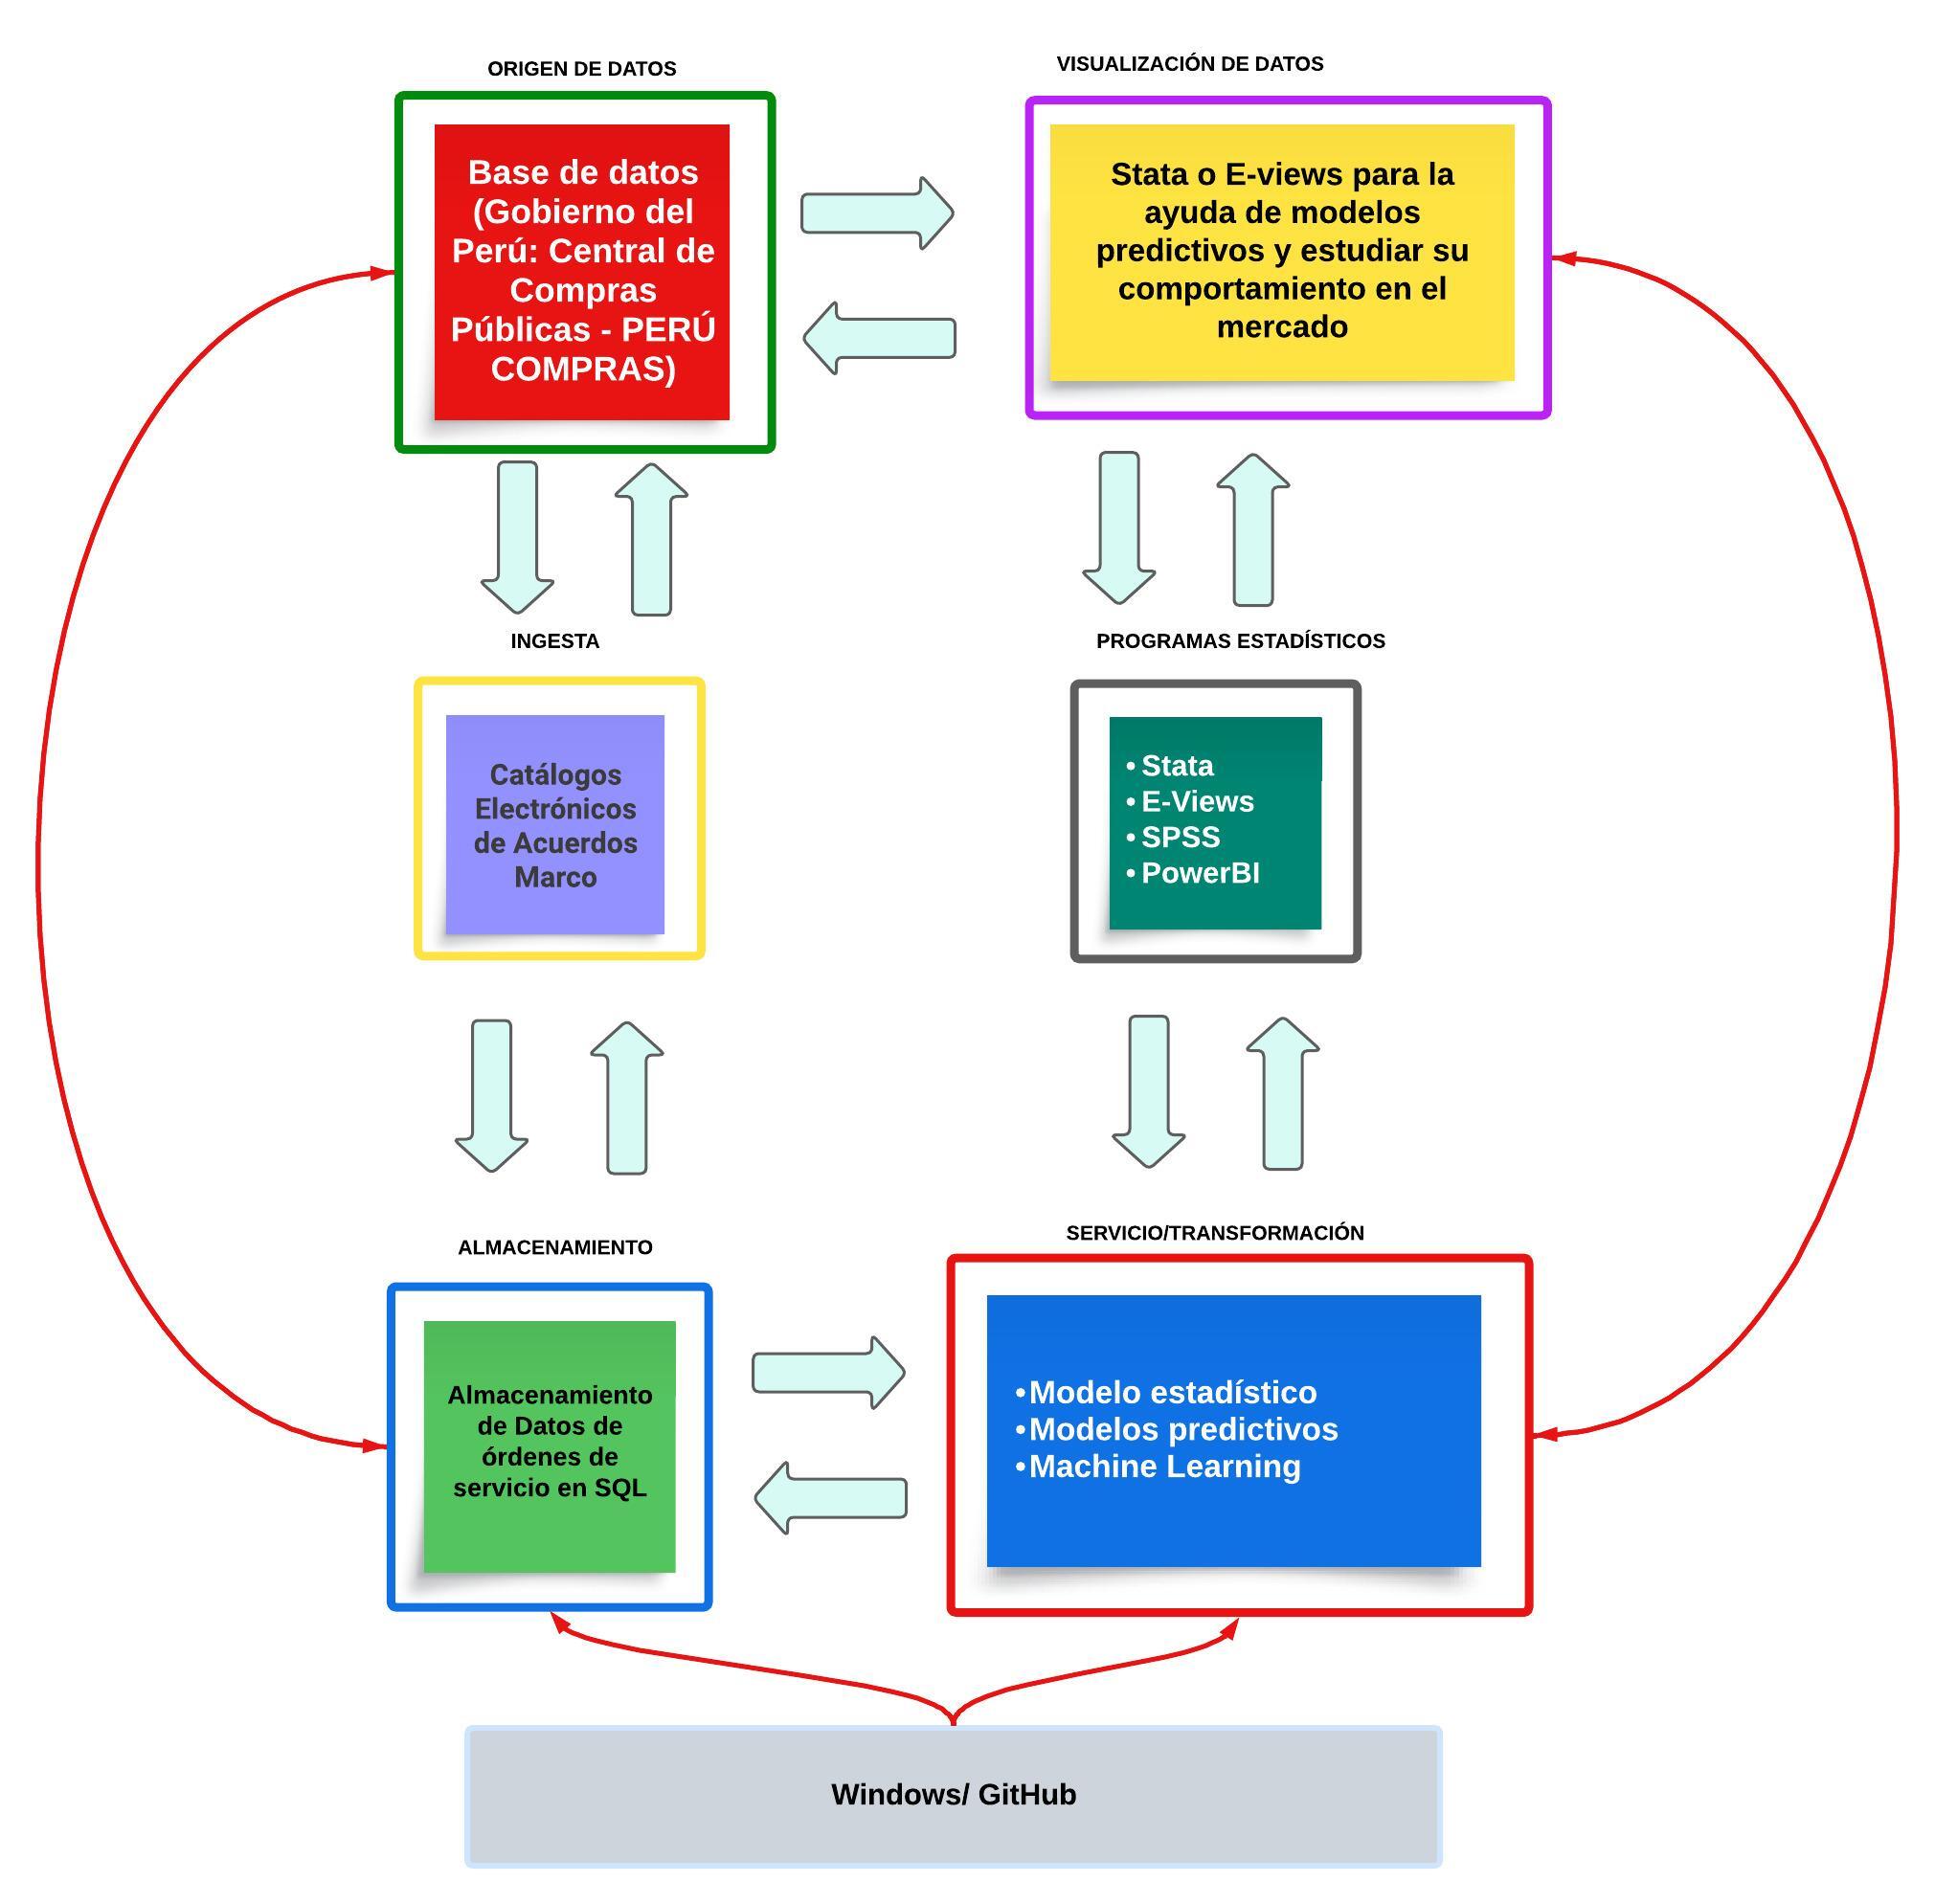 ORIGEN DE DATOS
Base de datos
(Gobierno del
Perú: Central de
Compras
Públicas - PERÚ
COMPRAS)
VISUALIZACIÓN DE DATOS
Stata o E-views para la
ayuda de modelos
predictivos y estudiar su
comportamiento en el
mercado
INGESTA
Catálogos
Electrónicos
de Acuerdos
Marco
PROGRAMAS ESTADÍSTICOS
• Stata
• E-Views
• SPSS
• PowerBI
ALMACENAMIENTO
Almacenamiento
de Datos de
órdenes de
servicio en SQL
SERVICIO/TRANSFORMACIÓN
•Modelo estadístico
•Modelos predictivos
•Machine Learning
Windows/ GitHub